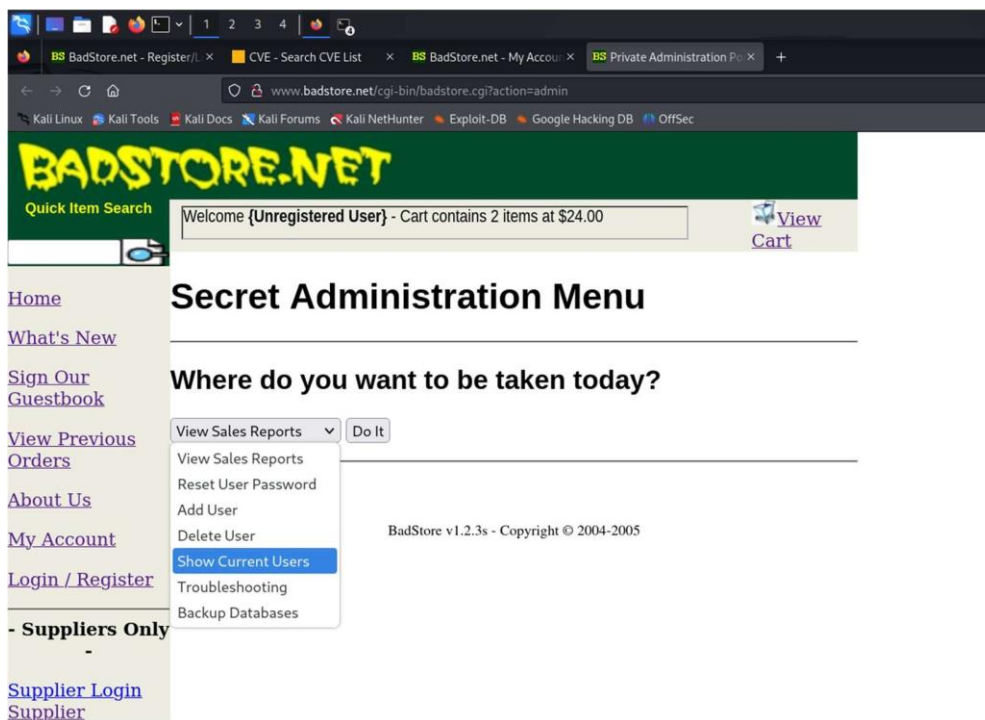 1 2 3 4
BS BadStore.net - Register/L
CVE - Search CVE List
BS BadStore.net - My Accoun
BS Private Administration Po
www.badstore.net/cgi-bin/badstore.cgi?action=admin
Kali Linux Kali Tools Kali Docs Kali Forums Kali NetHunter Exploit-DB Google Hacking DB OffSec
BADSTORE.NET
Quick Item Search
Welcome {Unregistered User} - Cart contains 2 items at $24.00
View
Cart
Home
What's New
Sign Our
Guestbook
View Previous
Orders
About Us
My Account
Login / Register
- Suppliers Only
-
Supplier Login
Supplier
Secret Administration Menu
Where do you want to be taken today?
View Sales Reports Do It
View Sales Reports
Reset User Password
Add User
Delete User
Show Current Users
Troubleshooting
Backup Databases
BadStore v1.2.3s - Copyright © 2004-2005